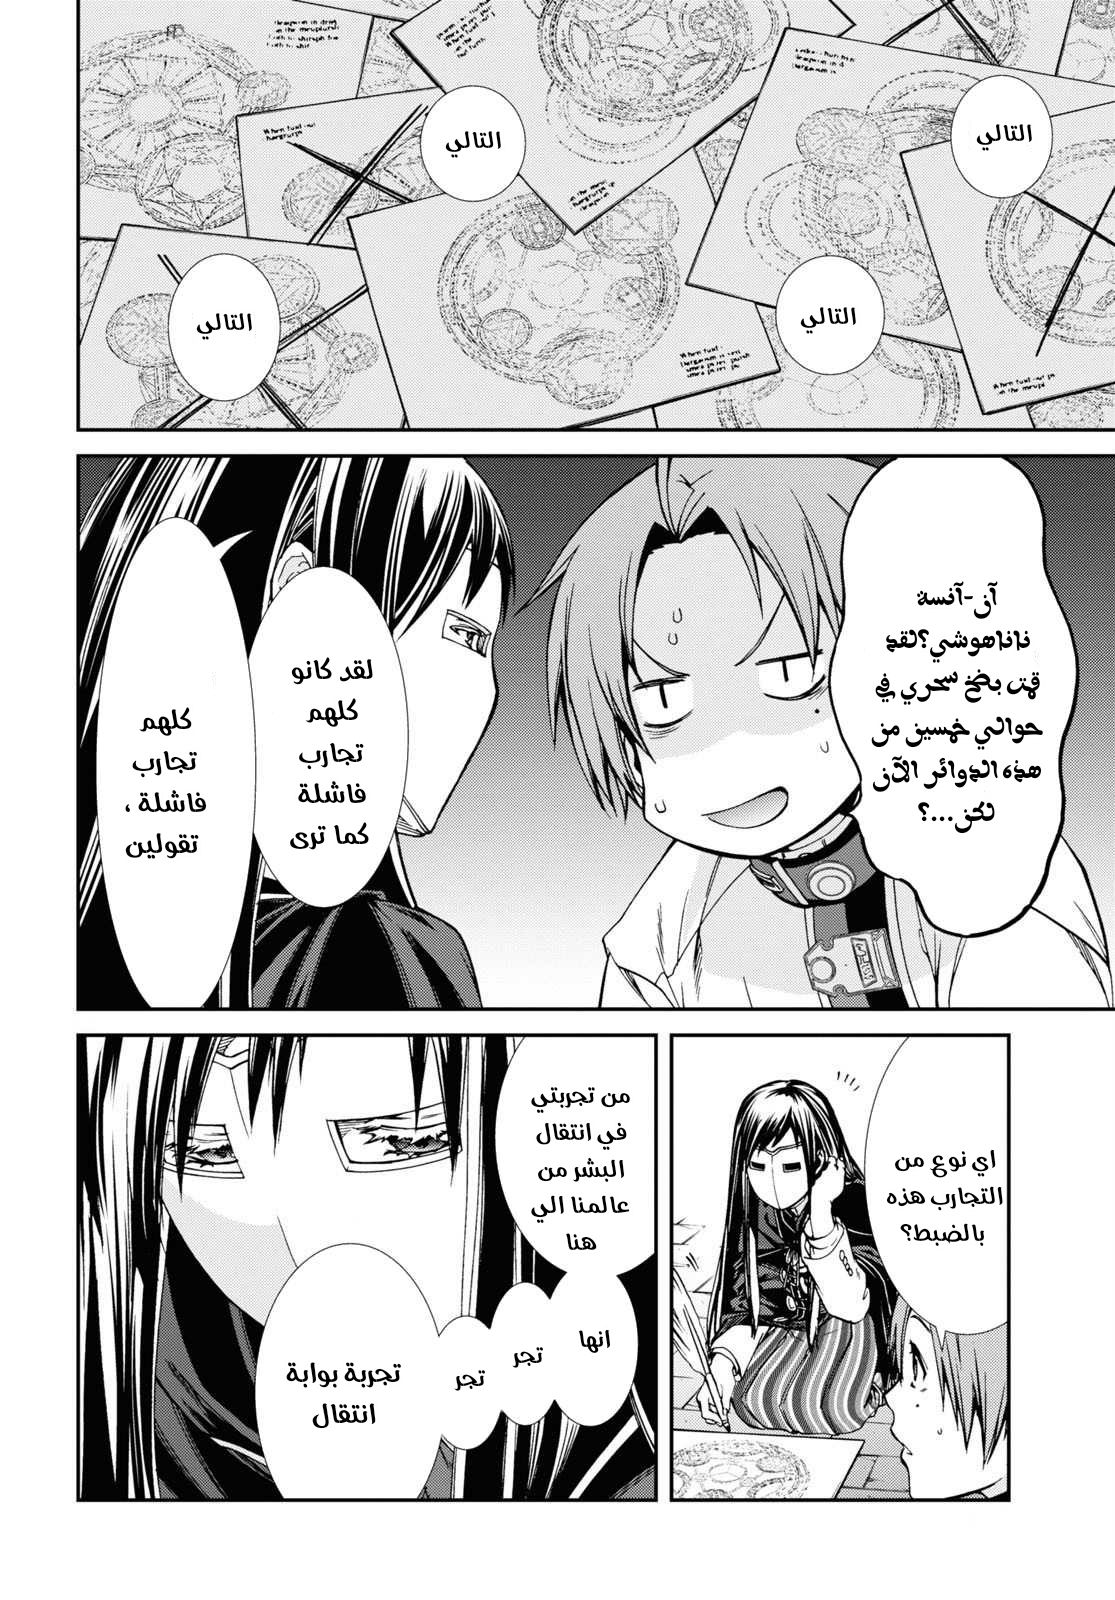 التالي
التالي
التالي
التالي
آن-آنسة
ناناهوشي؟لقد
قمت بضخ سحري في
حوالي خمسين من
هذه الدوائر الآن
لكن...؟
لقد كانو
كلهم
تجارب
فاشلة
كما ترى
كلهم
تجارب
فاشلة ،
تقولين
اي نوع من
التجارب هذه
بالضبط؟
من تجربتي
في انتقال
البشر من
عالمنا الي
هنا
انها
تجر
تجر
تجربة بوابة
انتقال